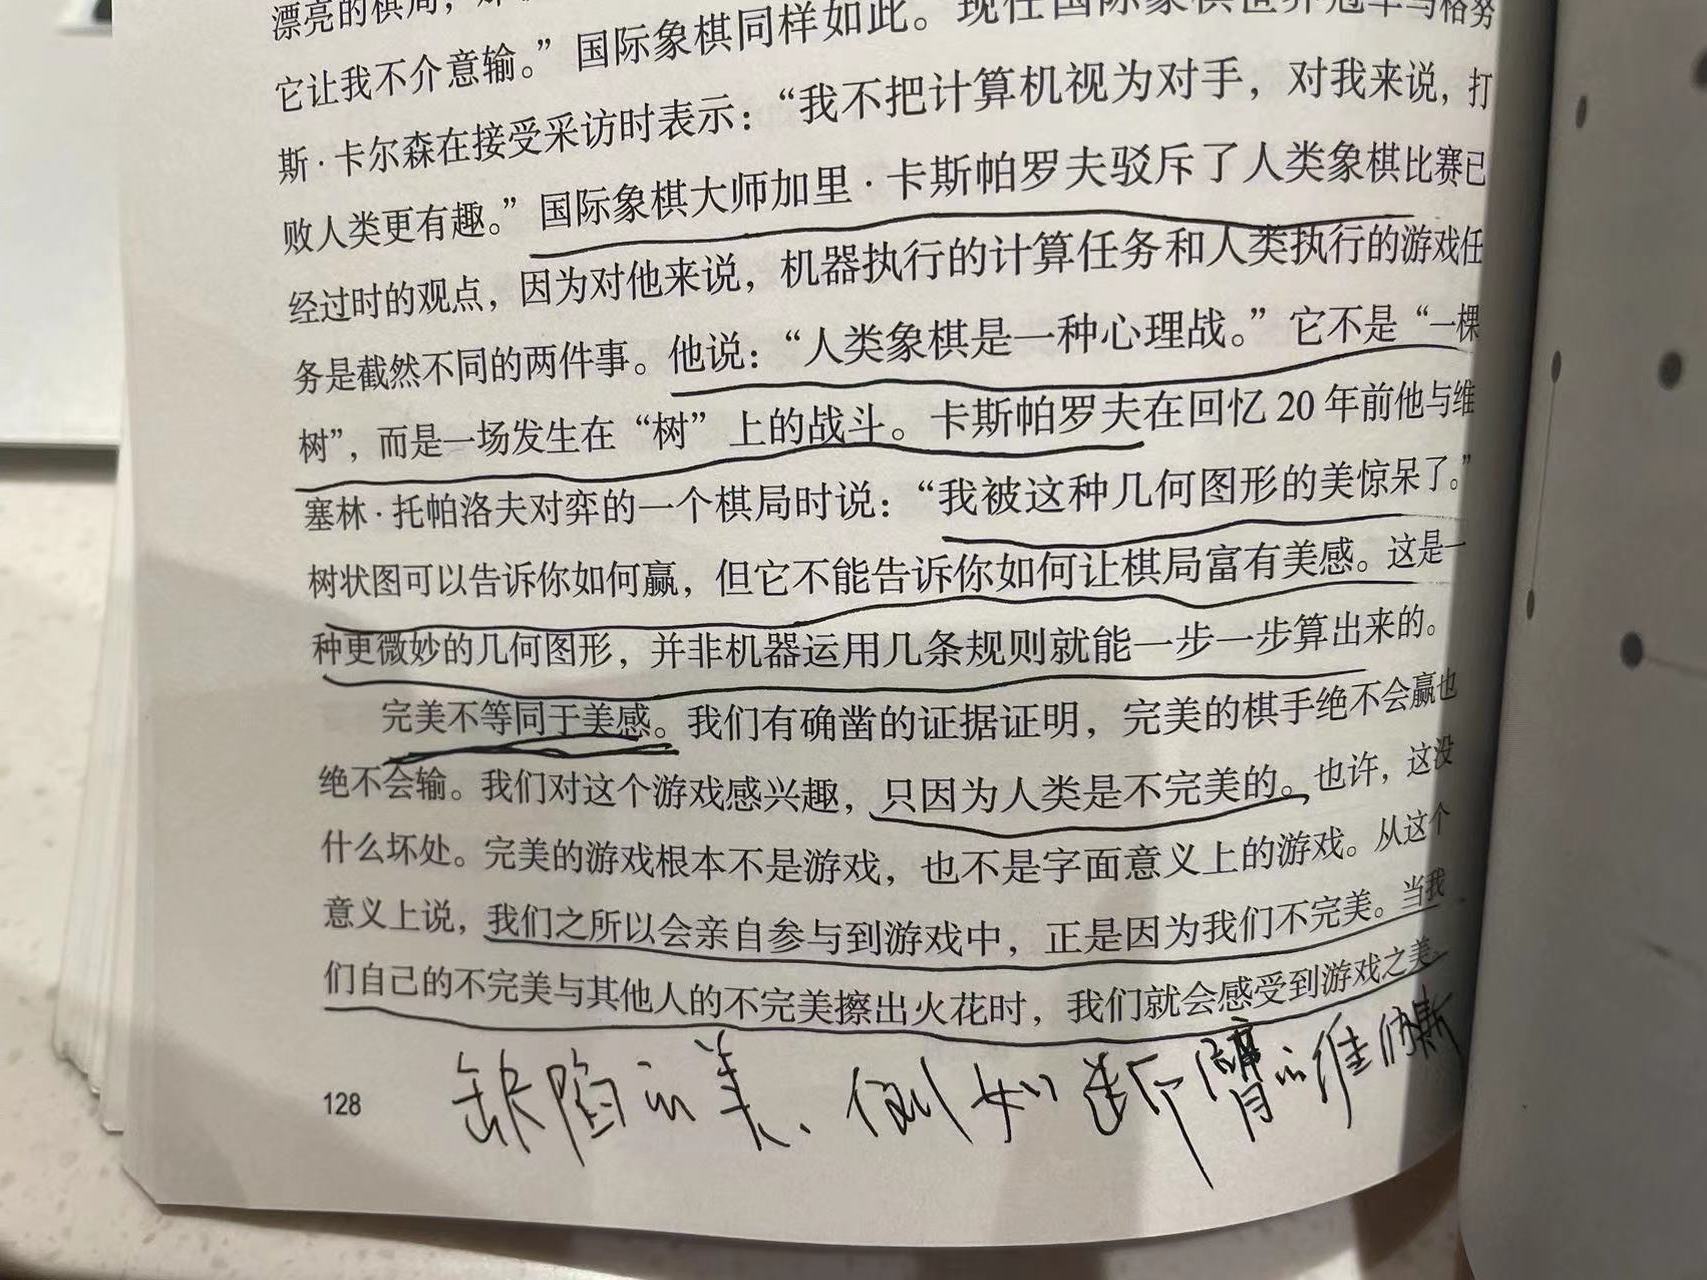 漂亮的棋局，
它让我不介意输。”国际象棋同样如此。现任国际象棋世界冠军马格努
斯·卡尔森在接受采访时表示：“我不把计算机视为对手，对我来说，打
败人类更有趣。”国际象棋大师加里·卡斯帕罗夫驳斥了人类象棋比赛已
经过时的观点，因为对他来说，机器执行的计算任务和人类执行的游戏任
务是截然不同的两件事。他说：“人类象棋是一种心理战。”它不是“一棵
树”，而是一场发生在“树”上的战斗。卡斯帕罗夫在回忆20年前他与维
塞林·托帕洛夫对弈的一个棋局时说：“我被这种几何图形的美惊呆了。”
树状图可以告诉你如何赢，但它不能告诉你如何让棋局富有美感。这是一
种更微妙的几何图形，并非机器运用几条规则就能一步一步算出来的。
完美不等同于美感。我们有确凿的证据证明，完美的棋手绝不会赢也
绝不会输。我们对这个游戏感兴趣，只因为人类是不完美的。也许，这没
什么坏处。完美的游戏根本不是游戏，也不是字面意义上的游戏。从这个
意义上说，我们之所以会亲自参与到游戏中，正是因为我们不完美。当我
们自己的不完美与其他人的不完美擦出火花时，我们就会感受到游戏之美。
缺陷的美、例如 断臂的维纳斯
128